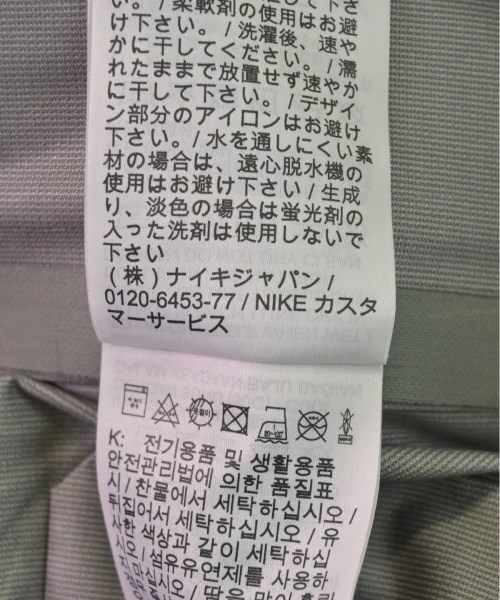 い。/ 柔軟剤の使用はお避
け下さい。/ 洗濯後、速や
かに干してください。/ 濡
れたままで放置せず速やか
に干して下さい。/ デザイ
ン部分のアイロンはお避け
下さい。/ 水を通しにくい素
材の場合は、遠心脱水機の
使用はお避け下さい / 生成
り、淡色の場合は蛍光剤の
入った洗剤は使用しないで
下さい
(株) ナイキジャパン /
0120-6453-77 / NIKE カスタ
マーサービス
K: 전기용품 및 생활용품
안전관리법에 의한 품질표
시 / 찬물에서 세탁하십시오 /
뒤집어서 세탁하십시오 / 유
사한 색상과 같이 세탁하십
시오 / 섬유유연제를 사용하